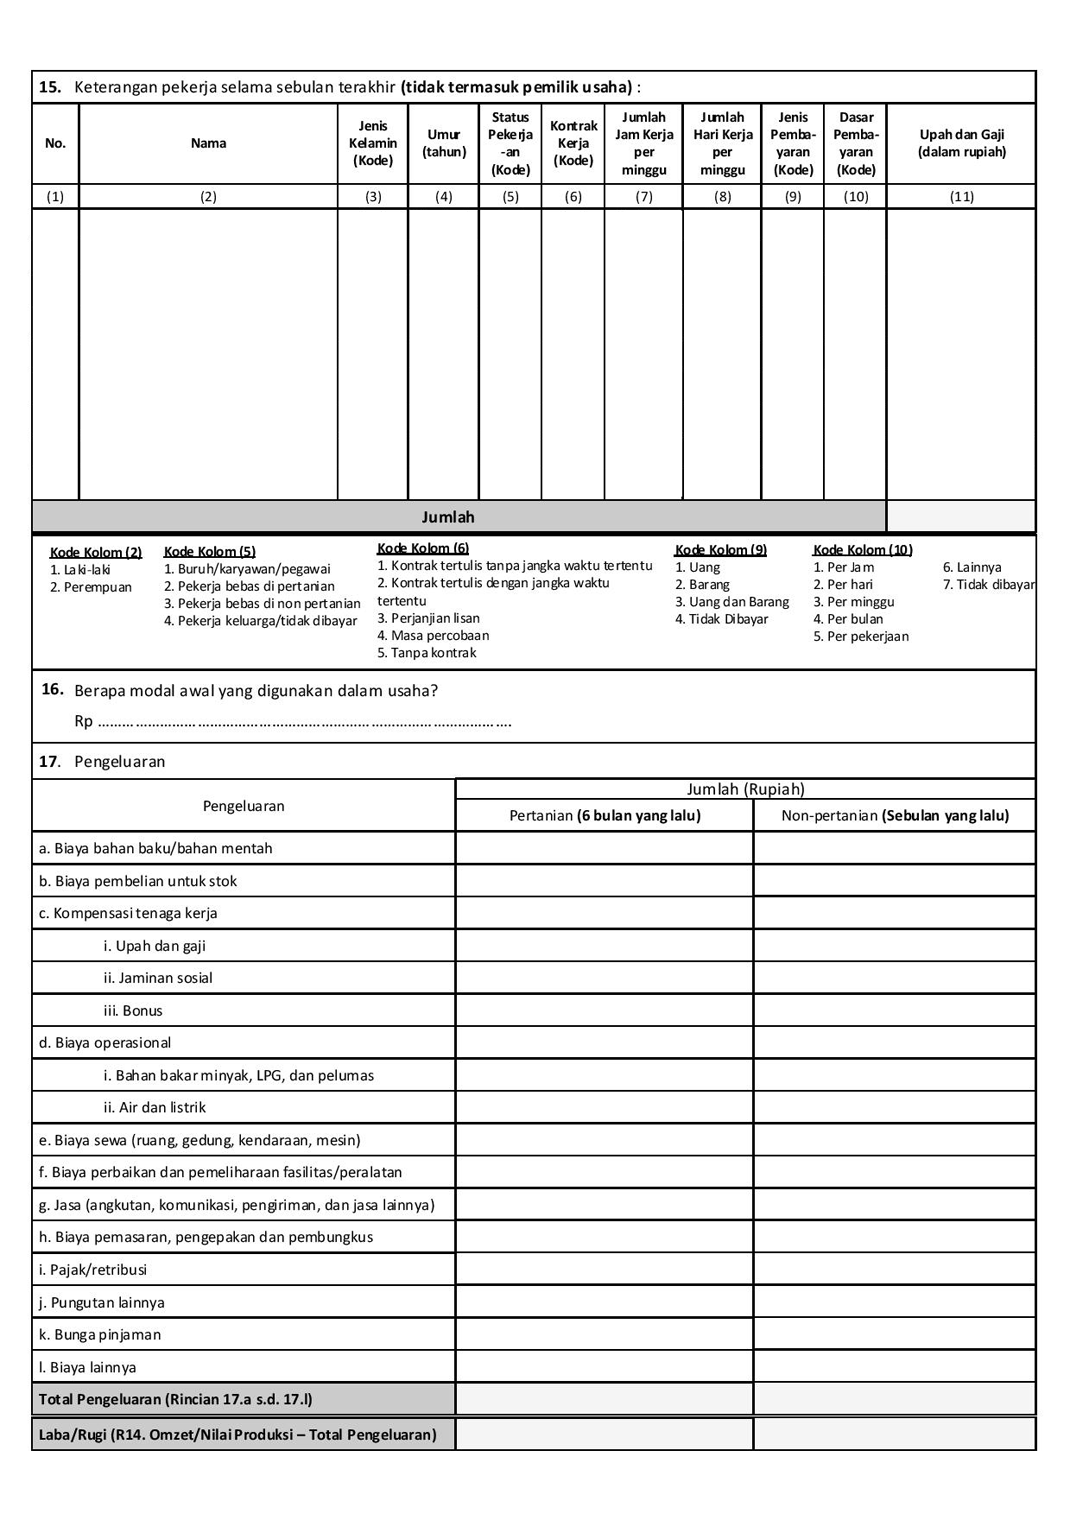 15. Keterangan pekerja selama sebulan terakhir (tidak termasuk pemilik usaha) :
No.
Nama
Jenis
Kelamin
(Kode)
Umur
(tahun)
Status
Pekerja
-an
(Kode)
Kontrak
Kerja
(Kode)
Jumlah
Jam Kerja
per
minggu
Jumlah
Hari Kerja
per
minggu
Jenis
Pemba-
yaran
(Kode)
Dasar
Pemba-
yaran
(Kode)
Upah dan Gaji
(dalam rupiah)
(1) (2) (3) (4) (5) (6) (7) (8) (9) (10) (11)
Jumlah
Kode Kolom (2)
1. Laki-laki
2. Perempuan
Kode Kolom (5)
1. Buruh/karyawan/pegawai
2. Pekerja bebas di pertanian
3. Pekerja bebas di non pertanian
4. Pekerja keluarga/tidak dibayar
Kode Kolom (6)
1. Kontrak tertulis tanpa jangka waktu tertentu
2. Kontrak tertulis dengan jangka waktu
tertentu
3. Perjanjian lisan
4. Masa percobaan
5. Tanpa kontrak
Kode Kolom (9)
1. Uang
2. Barang
3. Uang dan Barang
4. Tidak Dibayar
Kode Kolom (10)
1. Per Jam
2. Per hari
3. Per minggu
4. Per bulan
5. Per pekerjaan
6. Lainnya
7. Tidak dibayar
16. Berapa modal awal yang digunakan dalam usaha?
Rp ...........................................................................................
17. Pengeluaran
Pengeluaran
Jumlah (Rupiah)
Pertanian (6 bulan yang lalu)
Non-pertanian (Sebulan yang lalu)
a. Biaya bahan baku/bahan mentah
b. Biaya pembelian untuk stok
c. Kompensasi tenaga kerja
i. Upah dan gaji
ii. Jaminan sosial
iii. Bonus
d. Biaya operasional
i. Bahan bakar minyak, LPG, dan pelumas
ii. Air dan listrik
e. Biaya sewa (ruang, gedung, kendaraan, mesin)
f. Biaya perbaikan dan pemeliharaan fasilitas/peralatan
g. Jasa (angkutan, komunikasi, pengiriman, dan jasa lainnya)
h. Biaya pemasaran, pengepakan dan pembungkus
i. Pajak/retribusi
j. Pungutan lainnya
k. Bunga pinjaman
l. Biaya lainnya
Total Pengeluaran (Rincian 17.a s.d. 17.l)
Laba/Rugi (R14. Omzet/Nilai Produksi – Total Pengeluaran)